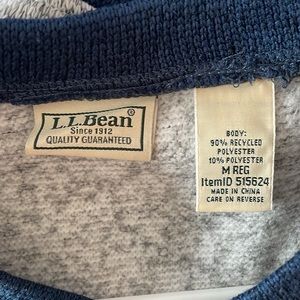 L.L.Bean®
Since 1912
QUALITY GUARANTEED
BODY:
90% RECYCLED
POLYESTER
10% POLYESTER
M REG
ItemID 515624
MADE IN CHINA
CARE ON REVERSE